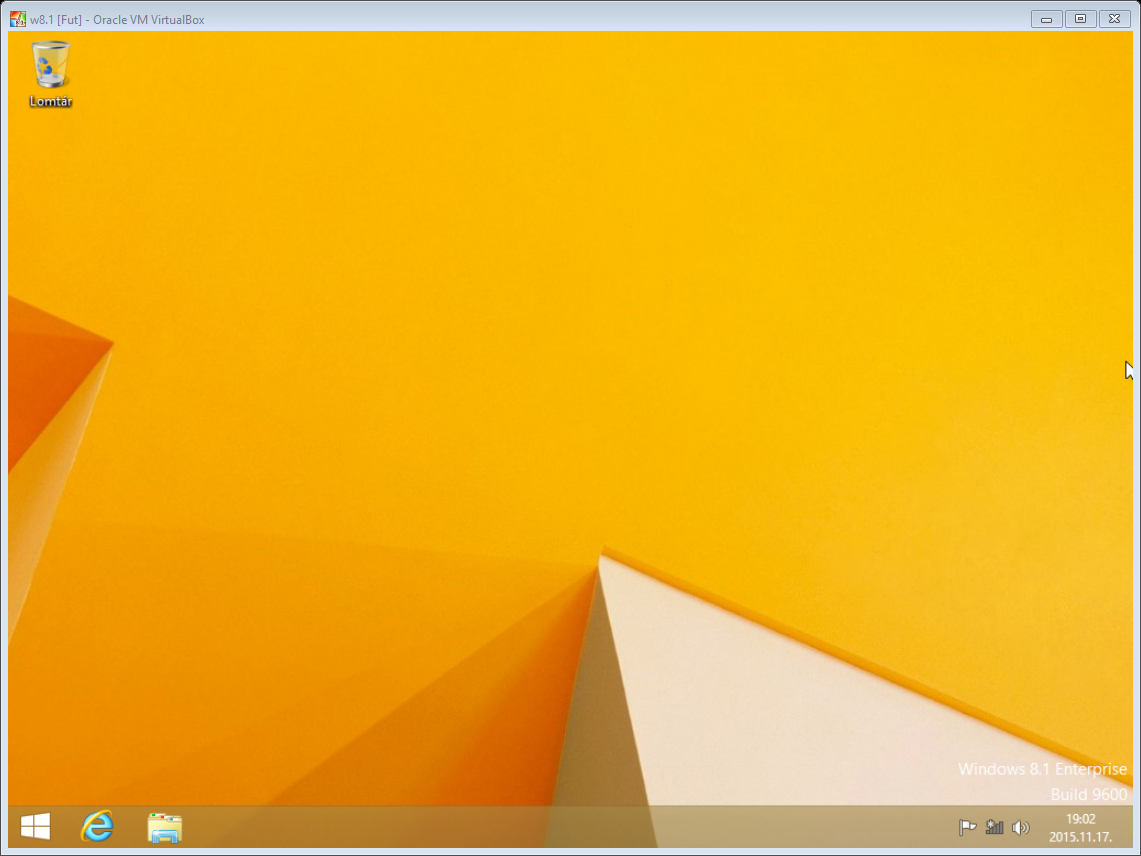 w8.1 [Fut] - Oracle VM VirtualBox
Lomtár
Windows 8.1 Enterprise
Build 9600
19:02
2015.11.17.